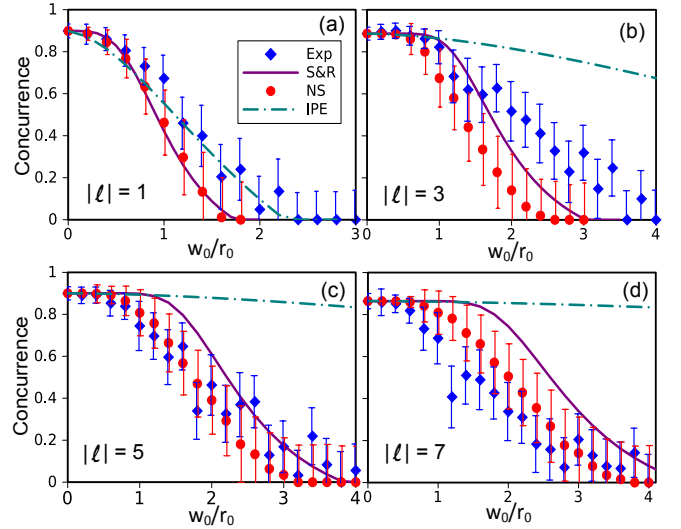 (a)
Exp
S&R
NS
IPE
|ℓ| = 1
Concurrence
1
0.8
0.6
0.4
0.2
0
0 1 2 3
w₀/r₀
(b)
|ℓ| = 3
0 1 2 3 4
w₀/r₀
(c)
|ℓ| = 5
Concurrence
1
0.8
0.6
0.4
0.2
0
0 1 2 3 4
w₀/r₀
(d)
|ℓ| = 7
0 1 2 3 4
w₀/r₀